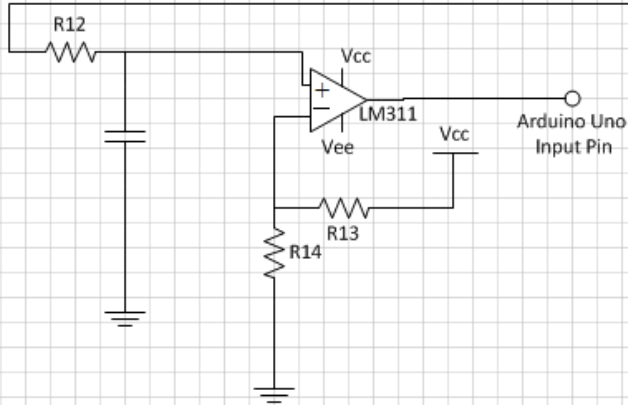 R12
Vcc
+
−
LM311
Vee
Arduino Uno
Input Pin
Vcc
R13
R14